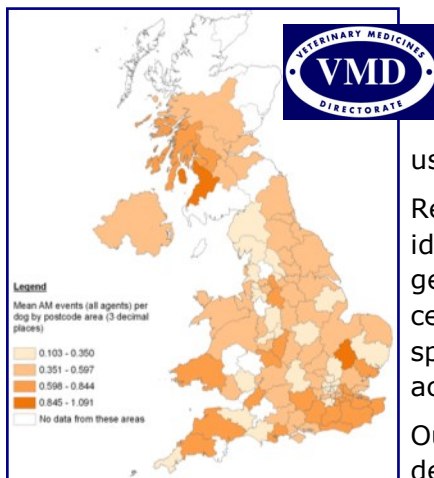 VETERINARY MEDICINES
VMD
DIRECTORATE
Legend
Mean AM events (all agents) per
dog by postcode area (3 decimal
places)
0.103 - 0.350
0.351 - 0.597
0.598 - 0.844
0.845 - 1.091
No data from these areas
us
Re
id
ge
ce
sp
ac
Ou
de